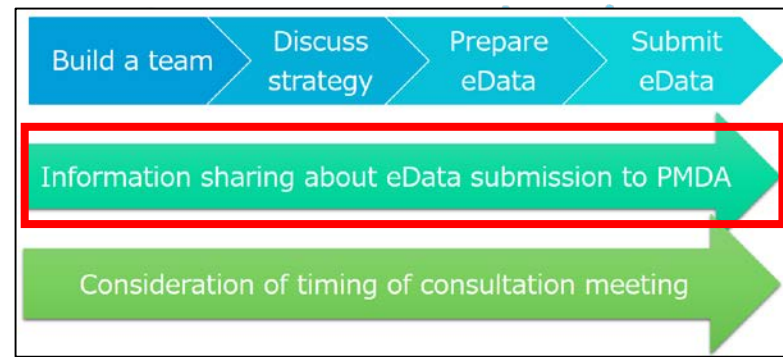 Build a team
Discuss
strategy
Prepare
eData
Submit
eData
Information sharing about eData submission to PMDA
Consideration of timing of consultation meeting